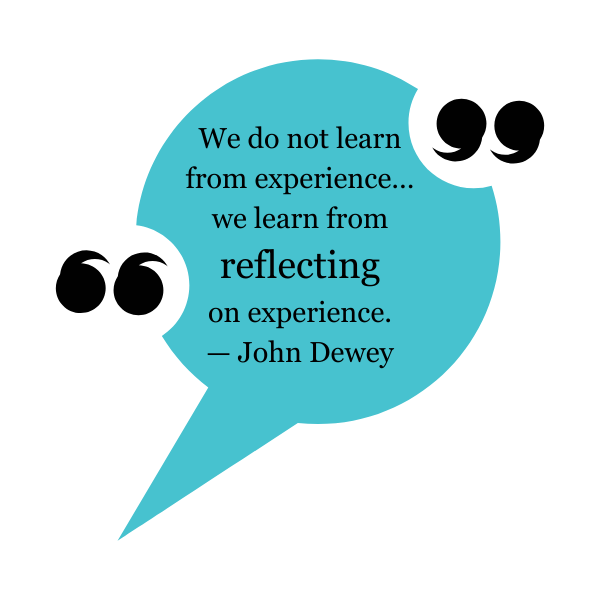 We do not learn
from experience...
we learn from
reflecting
on experience.
— John Dewey